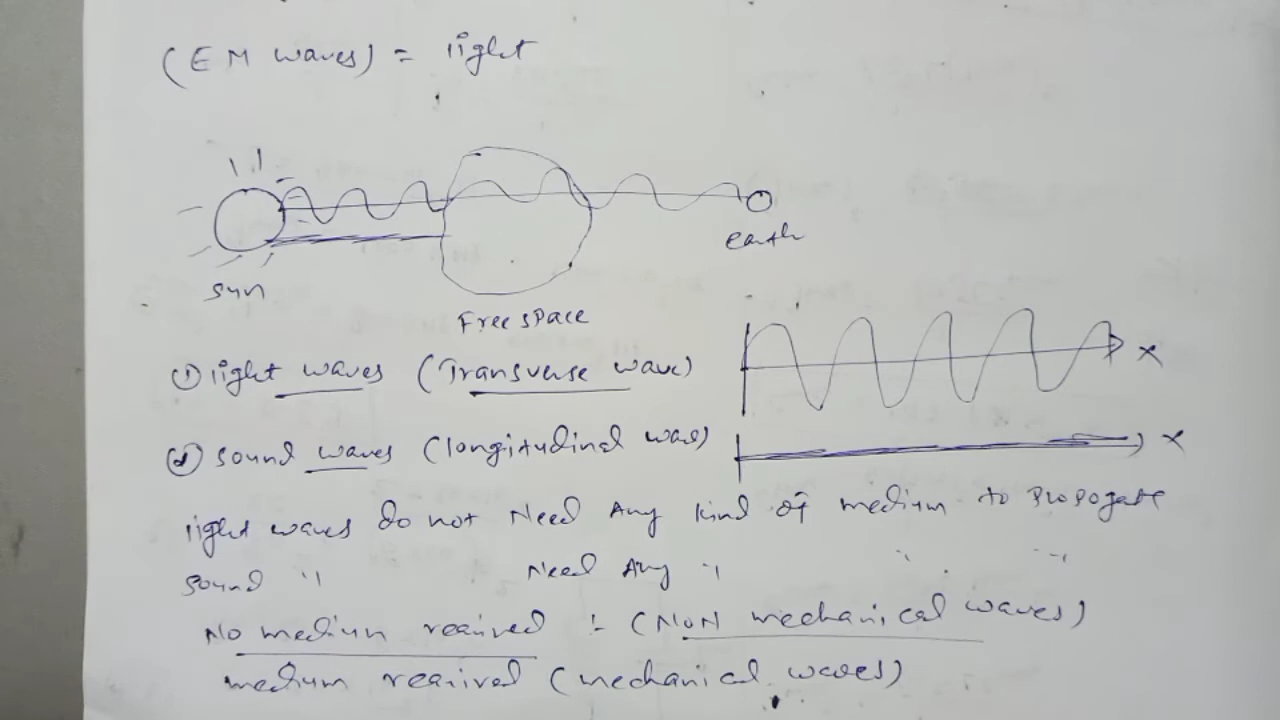 (EM waves) = light
sun
earth
Free space
① light waves (Transverse wave)
x
② sound waves (longitudinal wave)
x
light waves do not Need Any kind of medium to propogate
sound " Need Any " " "
No medium reqired :- (NoN mechanical waves)
medium reqired (mechanical waves)